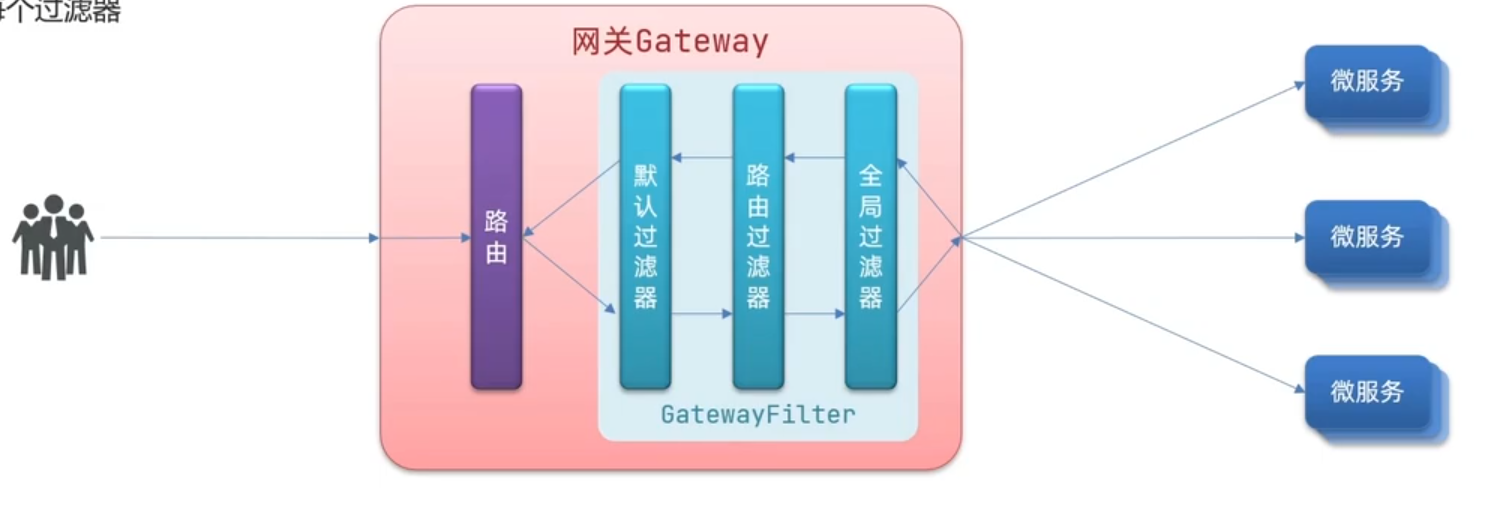 每个过滤器
网关Gateway
路由
默认过滤器
路由过滤器
全局过滤器
GatewayFilter
微服务
微服务
微服务